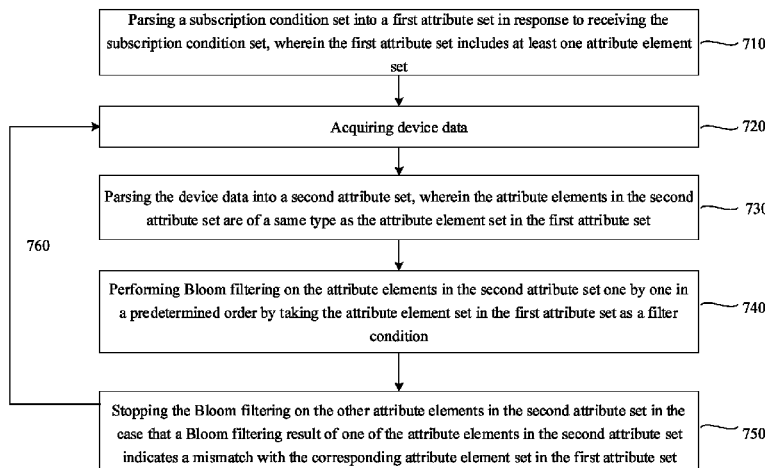 Parsing a subscription condition set into a first attribute set in response to receiving the
subscription condition set, wherein the first attribute set includes at least one attribute element
set
710
Acquiring device data
720
Parsing the device data into a second attribute set, wherein the attribute elements in the second
attribute set are of a same type as the attribute element set in the first attribute set
730
760
Performing Bloom filtering on the attribute elements in the second attribute set one by one in
a predetermined order by taking the attribute element set in the first attribute set as a filter
condition
740
Stopping the Bloom filtering on the other attribute elements in the second attribute set in the
case that a Bloom filtering result of one of the attribute elements in the second attribute set
indicates a mismatch with the corresponding attribute element set in the first attribute set
750